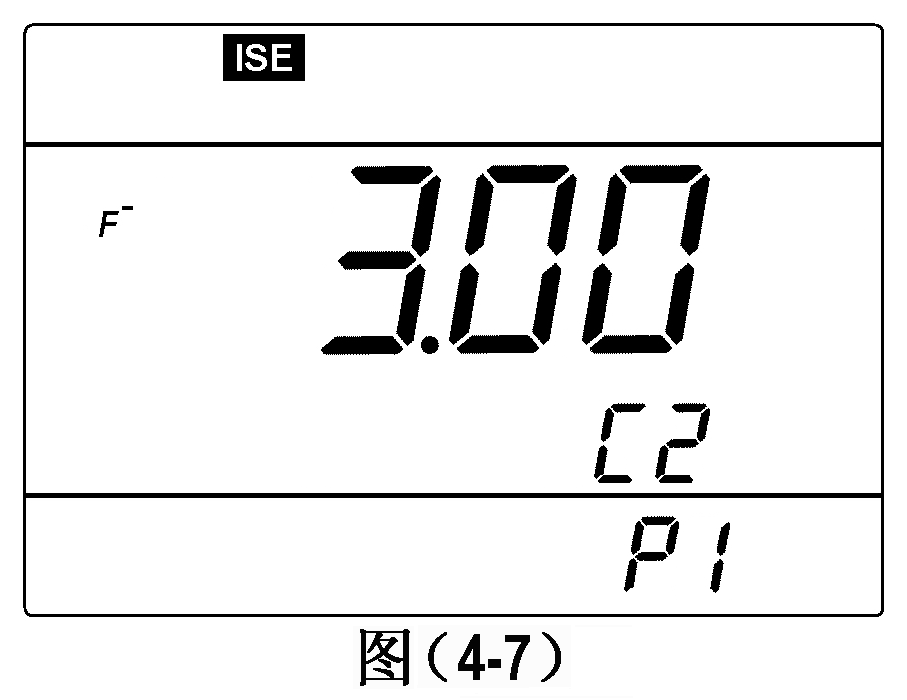 ISE
F⁻
3.00
C2
P1
图（4-7）